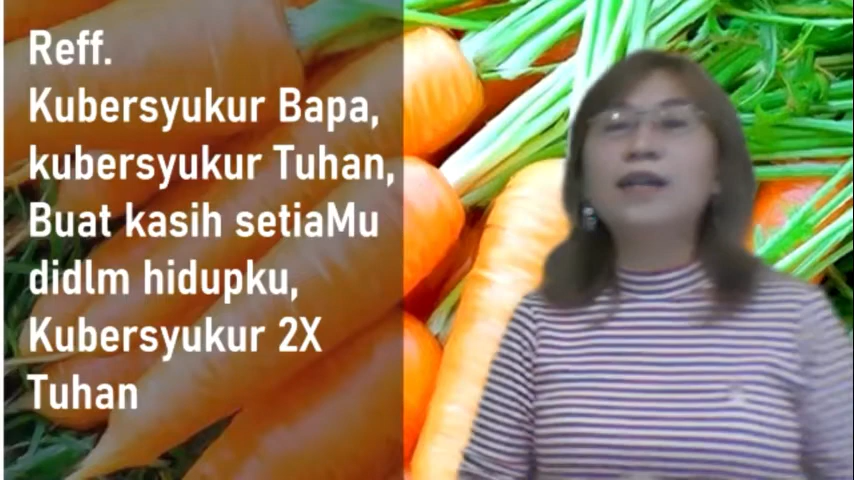 Reff.
Kubersyukur Bapa,
kubersyukur Tuhan,
Buat kasih setiaMu
didlm hidupku,
Kubersyukur 2X
Tuhan